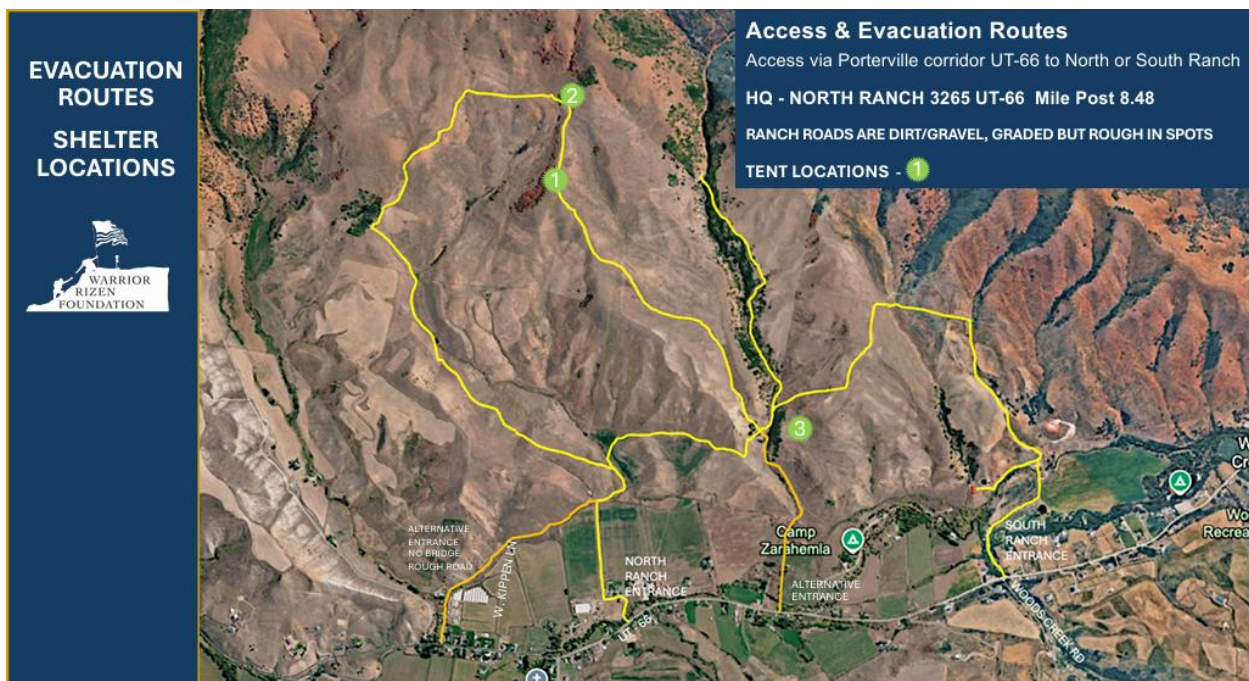 EVACUATION
ROUTES
SHELTER
LOCATIONS
WARRIOR
RIZEN
FOUNDATION
Access & Evacuation Routes
Access via Porterville corridor UT-66 to North or South Ranch
HQ - NORTH RANCH 3265 UT-66 Mile Post 8.48
RANCH ROADS ARE DIRT/GRAVEL, GRADED BUT ROUGH IN SPOTS
TENT LOCATIONS - 1
2
1
3
ALTERNATIVE
ENTRANCE
NO BRIDGE
ROUGH ROAD
W. KIPPEN LN
NORTH
RANCH
ENTRANCE
UT - 66
Camp
Zarahemla
ALTERNATIVE
ENTRANCE
SOUTH
RANCH
ENTRANCE
WOODSCREEK RD